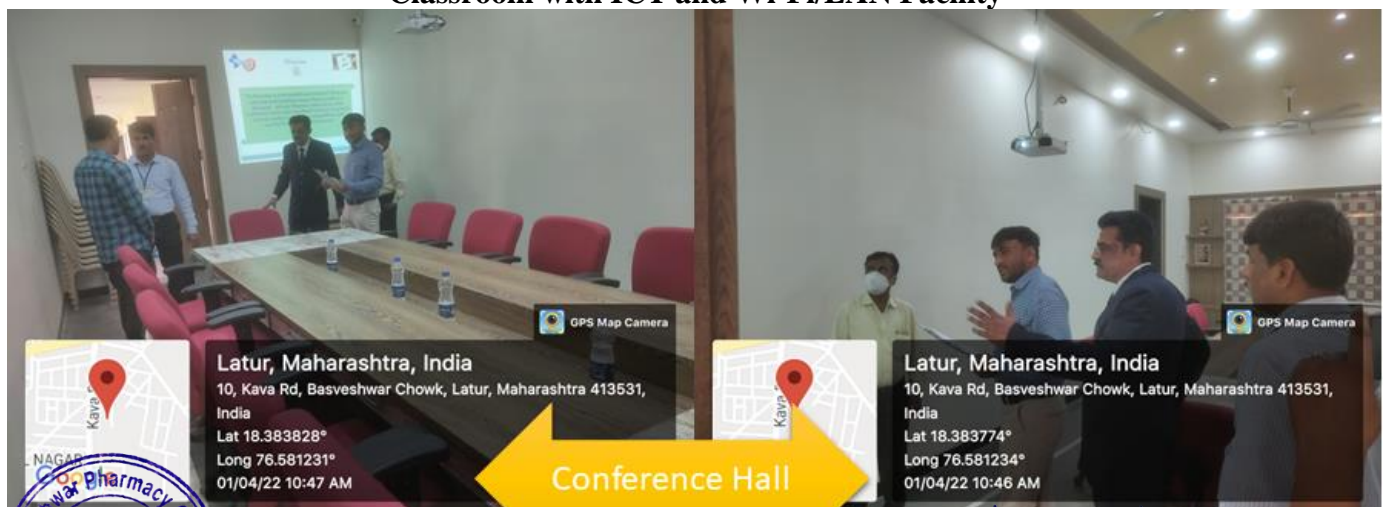 Classroom with ICT and Wi-Fi/LAN Facility
GPS Map Camera
Latur, Maharashtra, India
10, Kava Rd, Basveshwar Chowk, Latur, Maharashtra 413531,
India
Lat 18.383828°
Long 76.581231°
01/04/22 10:47 AM
Kava
NAGAR
Google
Pharmacy
GPS Map Camera
Latur, Maharashtra, India
10, Kava Rd, Basveshwar Chowk, Latur, Maharashtra 413531,
India
Lat 18.383774°
Long 76.581234°
01/04/22 10:46 AM
Kava
Conference Hall